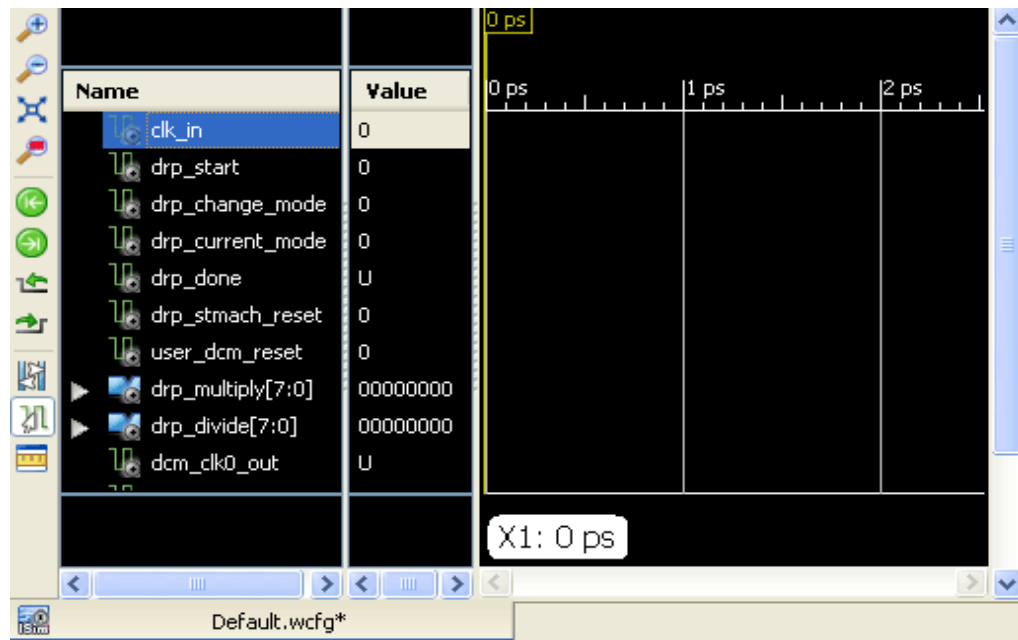 0 ps
Name Value 0 ps 1 ps 2 ps
clk_in 0
drp_start 0
drp_change_mode 0
drp_current_mode 0
drp_done U
drp_stmach_reset 0
user_dcm_reset 0
drp_multiply[7:0] 00000000
drp_divide[7:0] 00000000
dcm_clk0_out U
X1: 0 ps
ISim Default.wcfg*